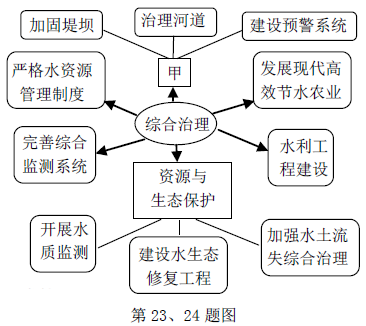 加固堤坝
治理河道
建设预警系统
甲
严格水资源
管理制度
发展现代高
效节水农业
综合治理
完善综合
监测系统
水利工
程建设
资源与
生态保护
开展水
质监测
建设水生态
修复工程
加强水土流
失综合治理
第23、24题图